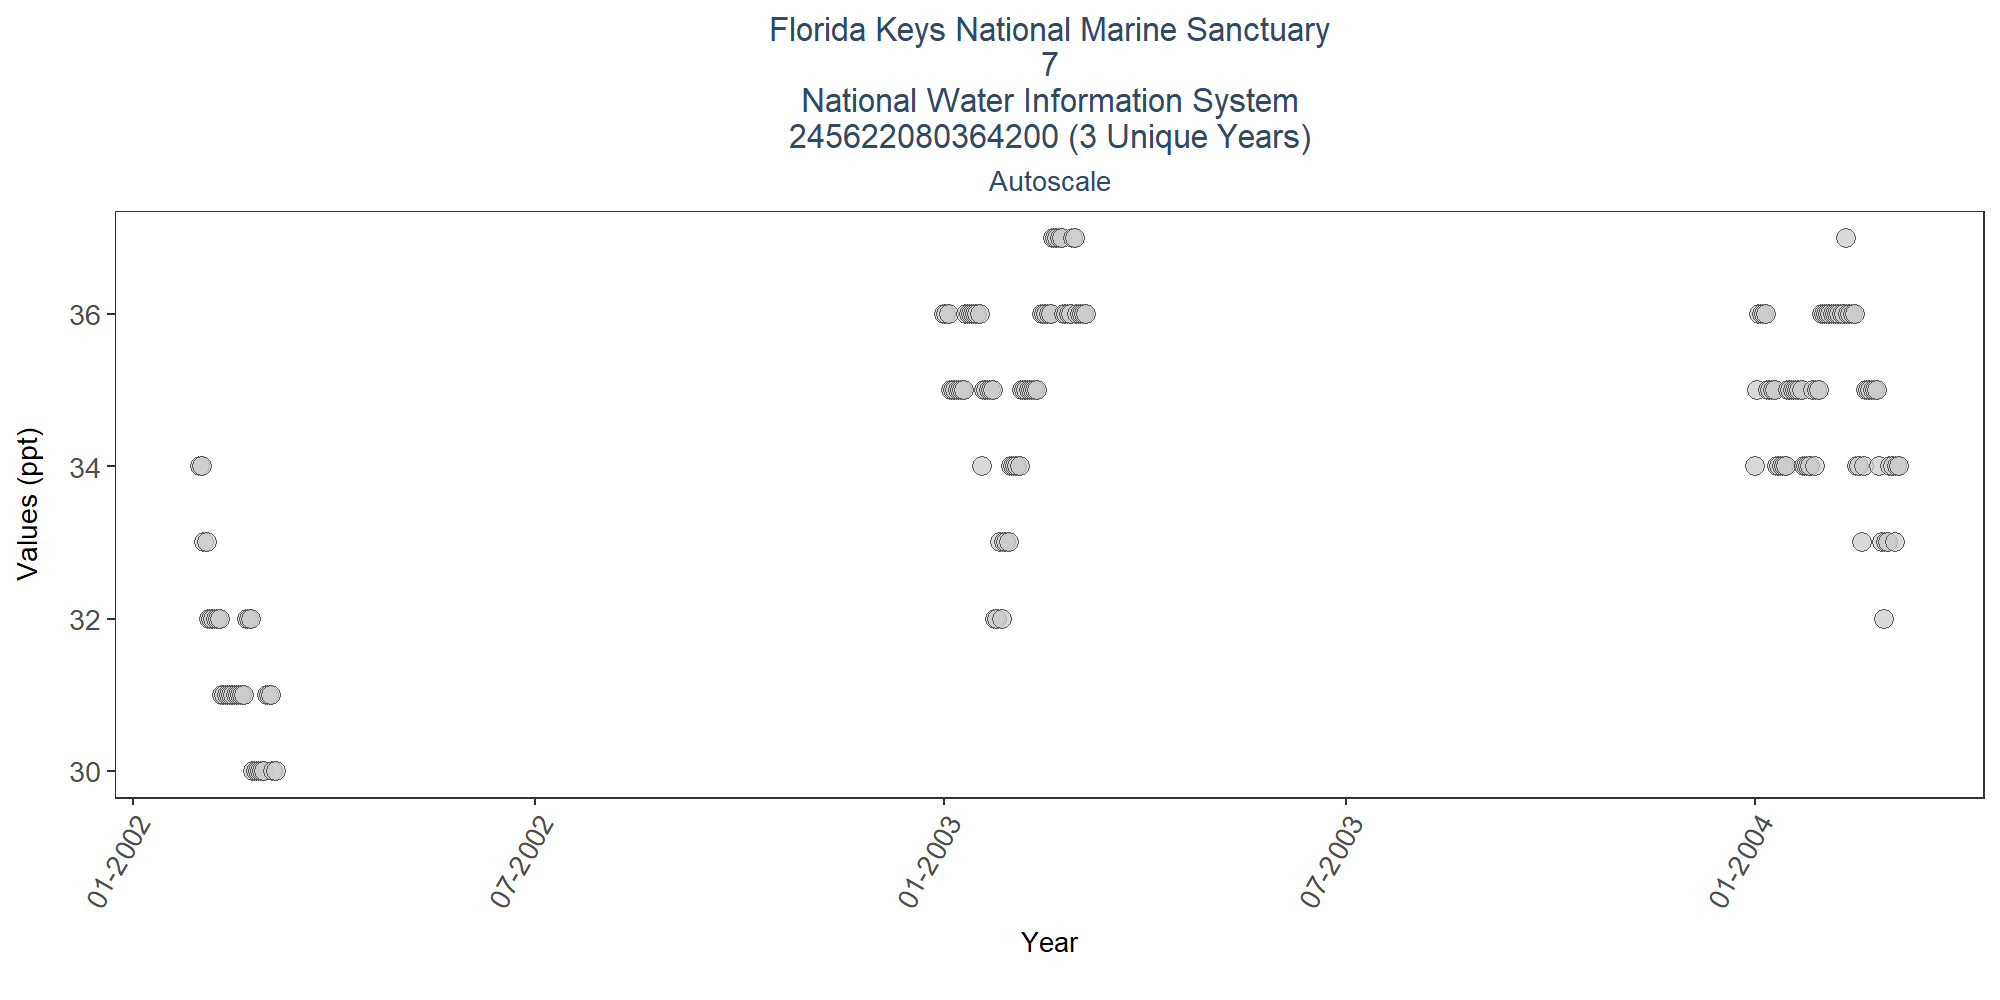 Florida Keys National Marine Sanctuary
7
National Water Information System
245622080364200 (3 Unique Years)
Autoscale
Values (ppt)
36
34
32
30
01-2002
07-2002
01-2003
07-2003
01-2004
Year